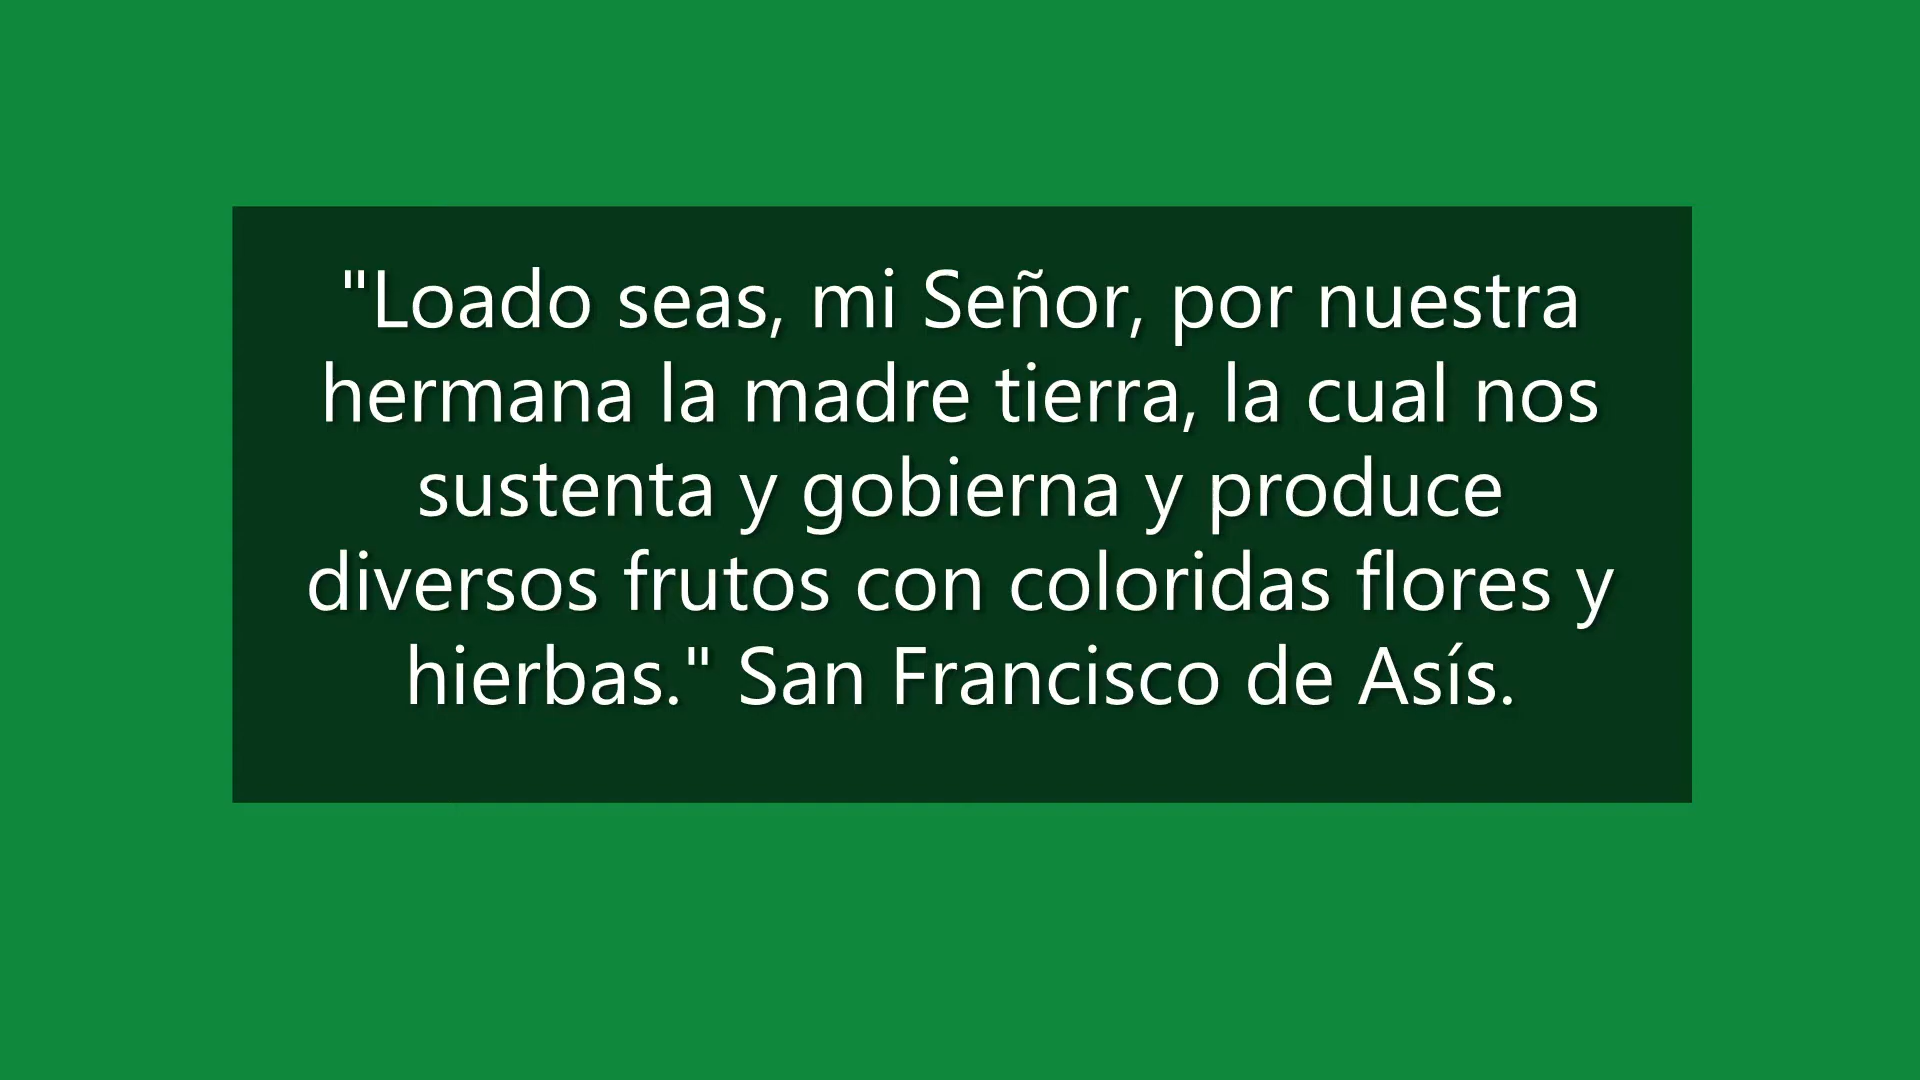 "Loado seas, mi Señor, por nuestra
hermana la madre tierra, la cual nos
sustenta y gobierna y produce
diversos frutos con coloridas flores y
hierbas." San Francisco de Asís.